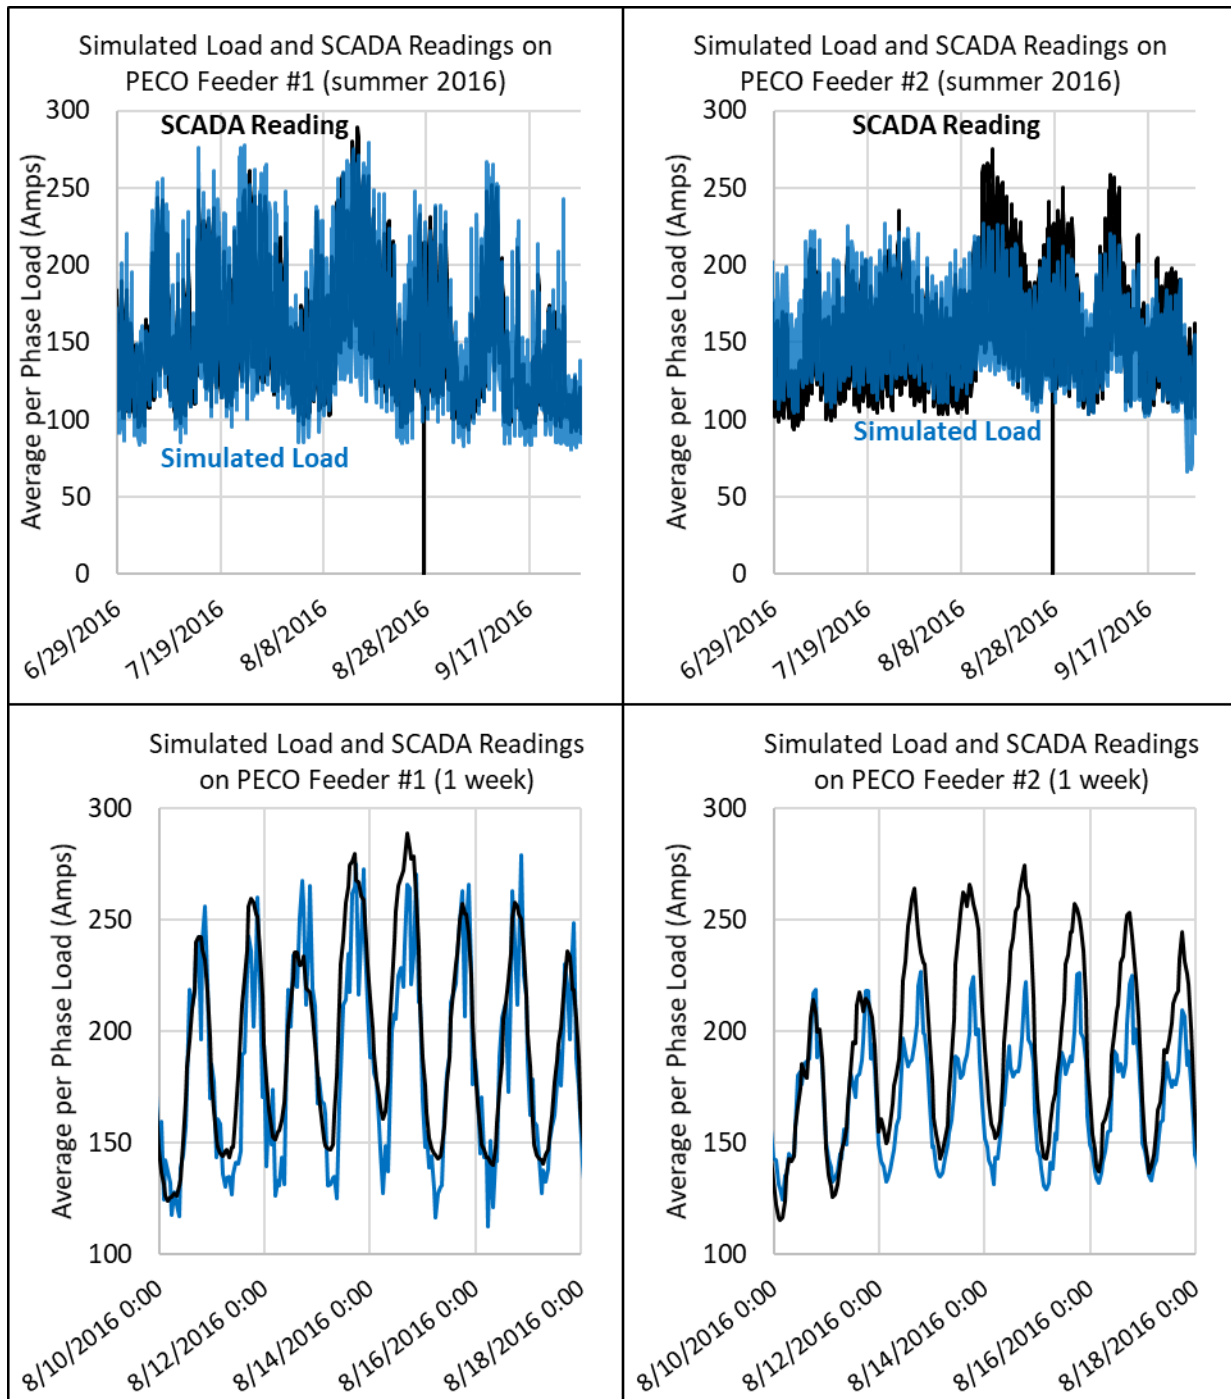 Simulated Load and SCADA Readings on
PECO Feeder #1 (summer 2016)
Average per Phase Load (Amps)
300
250
200
150
100
50
0
SCADA Reading
Simulated Load
6/29/2016
7/19/2016
8/8/2016
8/28/2016
9/17/2016
Simulated Load and SCADA Readings on
PECO Feeder #2 (summer 2016)
Average per Phase Load (Amps)
300
250
200
150
100
50
0
SCADA Reading
Simulated Load
6/29/2016
7/19/2016
8/8/2016
8/28/2016
9/17/2016
Simulated Load and SCADA Readings
on PECO Feeder #1 (1 week)
Average per Phase Load (Amps)
300
250
200
150
100
8/10/2016 0:00
8/12/2016 0:00
8/14/2016 0:00
8/16/2016 0:00
8/18/2016 0:00
Simulated Load and SCADA Readings
on PECO Feeder #2 (1 week)
Average per Phase Load (Amps)
300
250
200
150
100
8/10/2016 0:00
8/12/2016 0:00
8/14/2016 0:00
8/16/2016 0:00
8/18/2016 0:00